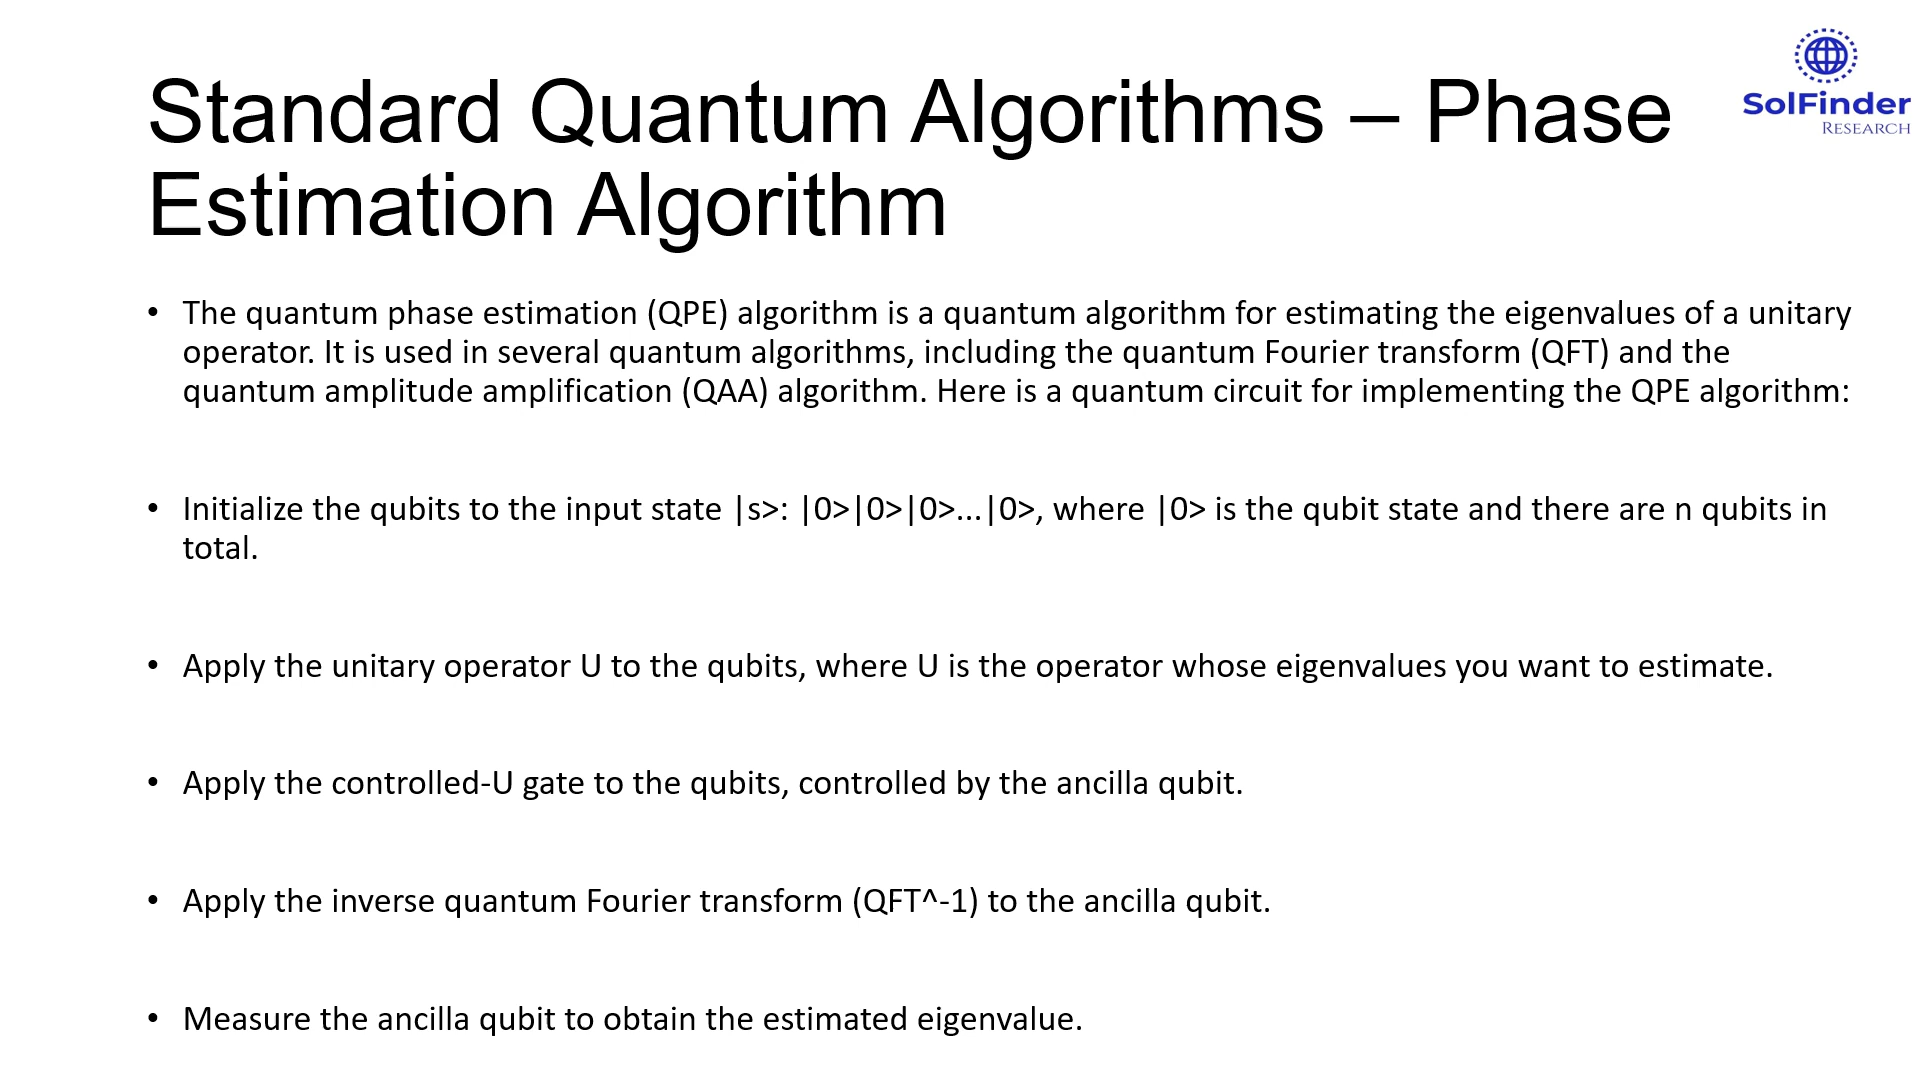 Standard Quantum Algorithms – Phase
Estimation Algorithm
SolFinder
RESEARCH
• The quantum phase estimation (QPE) algorithm is a quantum algorithm for estimating the eigenvalues of a unitary
operator. It is used in several quantum algorithms, including the quantum Fourier transform (QFT) and the
quantum amplitude amplification (QAA) algorithm. Here is a quantum circuit for implementing the QPE algorithm:
• Initialize the qubits to the input state |s>: |0>|0>|0>...|0>, where |0> is the qubit state and there are n qubits in
total.
• Apply the unitary operator U to the qubits, where U is the operator whose eigenvalues you want to estimate.
• Apply the controlled-U gate to the qubits, controlled by the ancilla qubit.
• Apply the inverse quantum Fourier transform (QFT^-1) to the ancilla qubit.
• Measure the ancilla qubit to obtain the estimated eigenvalue.